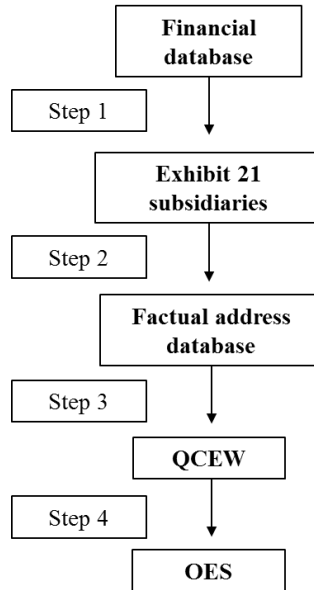 Financial
database
Step 1
Exhibit 21
subsidiaries
Step 2
Factual address
database
Step 3
QCEW
Step 4
OES